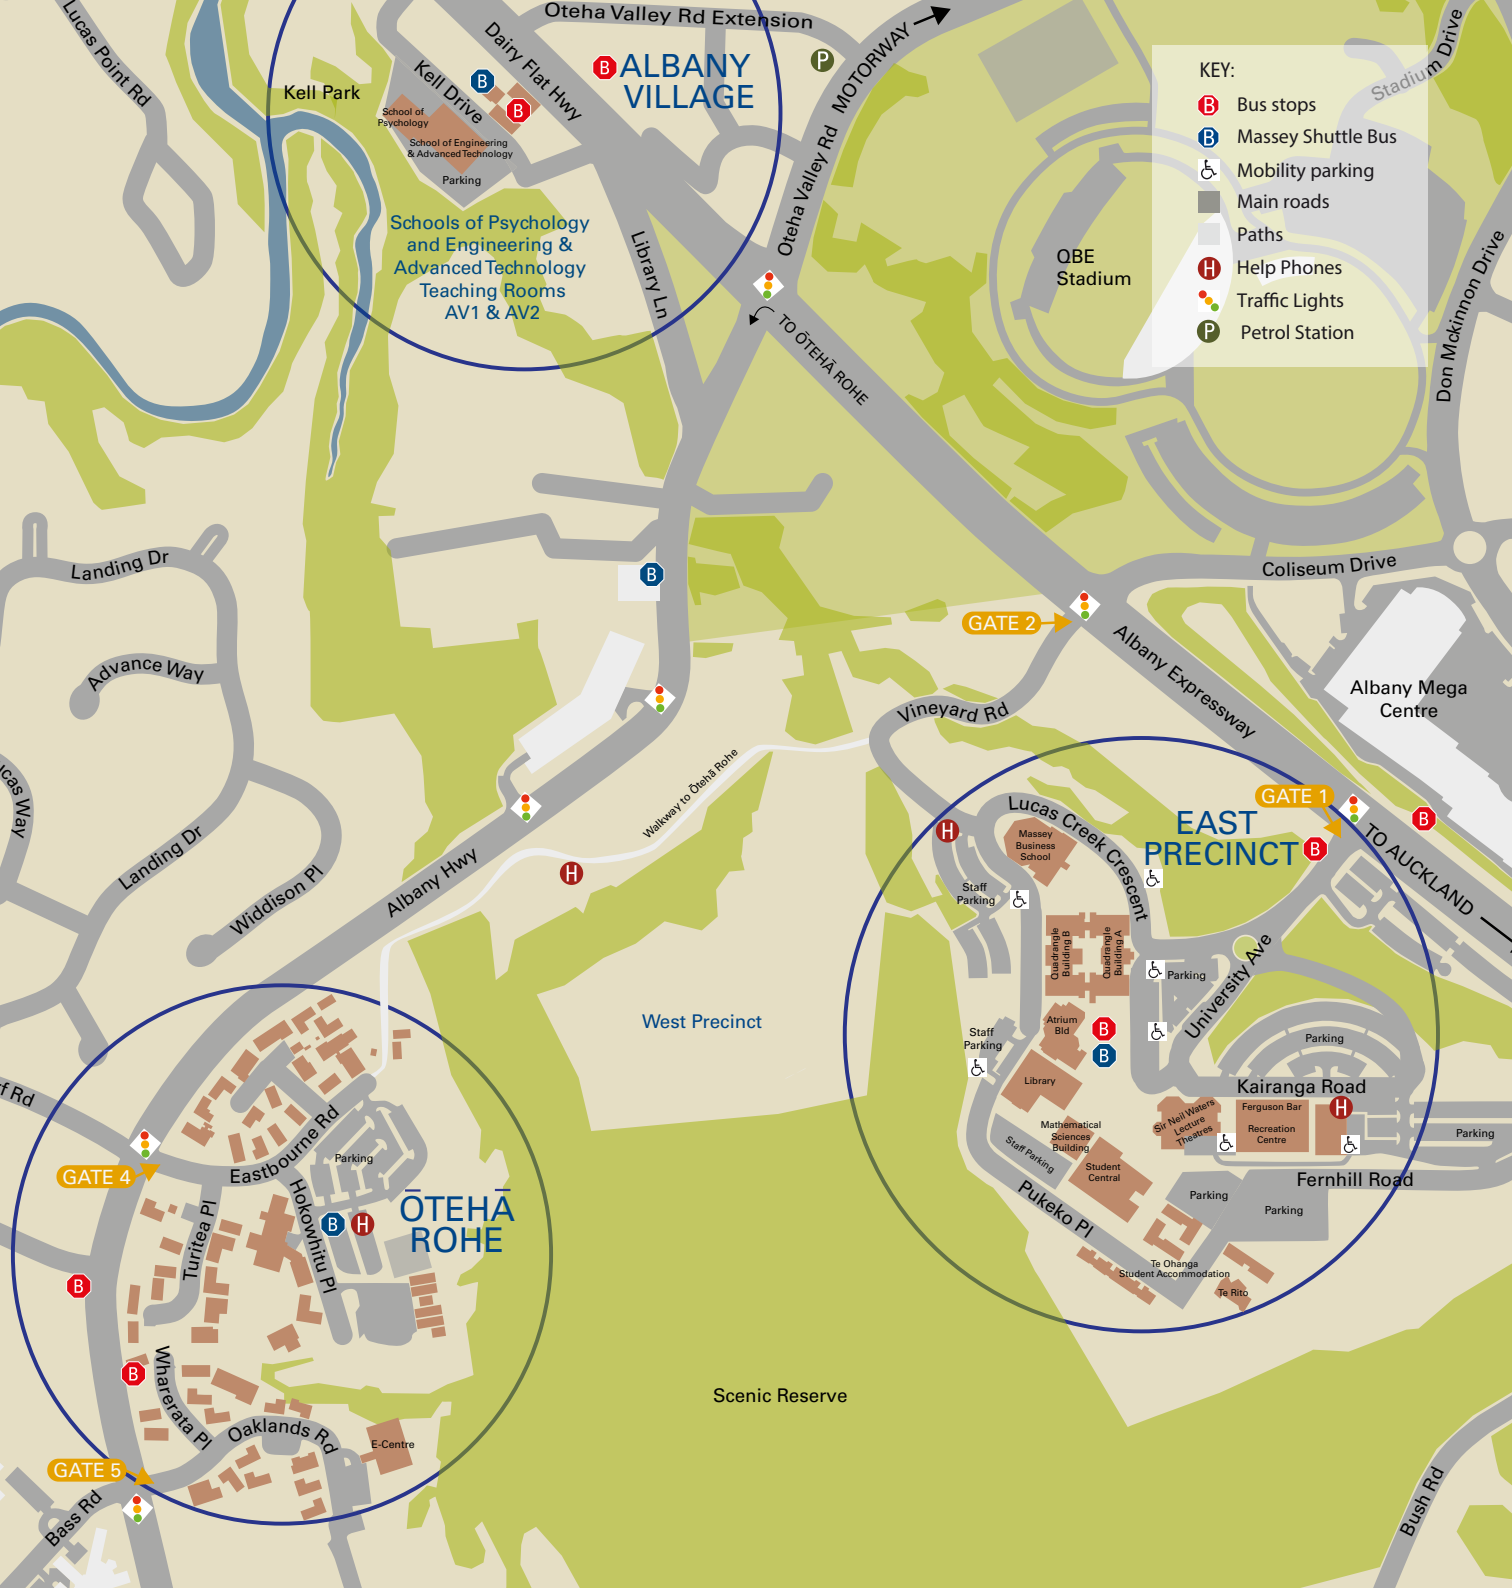 Lucas Point Rd
Oteha Valley Rd Extension
Dairy Flat Hwy
Kell Park
Kell Drive
B
B
B
ALBANY
VILLAGE
P
MOTORWAY
Oteha Valley Rd
School of
Psychology
School of Engineering
& Advanced Technology
Parking
Schools of Psychology
and Engineering &
Advanced Technology
Teaching Rooms
AV1 & AV2
Library Ln
TO ŌTEHĀ ROHE
QBE
Stadium
KEY:
B Bus stops
B Massey Shuttle Bus
Mobility parking
Main roads
Paths
H Help Phones
Traffic Lights
P Petrol Station
Stadium Drive
Don Mckinnon Drive
Coliseum Drive
Landing Dr
Advance Way
B
GATE 2
Albany Expressway
Albany Mega
Centre
Vineyard Rd
Walkway to Ōtehā Rohe
ucas Way
Landing Dr
Widdison Pl
Albany Hwy
H
H
GATE 1
B
B
EAST
PRECINCT
TO AUCKLAND
Lucas Creek Crescent
Massey
Business
School
Staff
Parking
Quadrangle
Building B
Quadrangle
Building A
Parking
University Ave
West Precinct
Atrium
Bld
B
B
Staff
Parking
Library
Parking
Kairanga Road
Sir Neil Waters
Lecture
Theatres
Ferguson Bar
Recreation
Centre
H
Parking
Mathematical
Sciences
Building
Staff Parking
Student
Central
Fernhill Road
Parking
Parking
Pukeko Pl
Te Ohanga
Student Accommodation
Te Rito
rf Rd
GATE 4
Eastbourne Rd
Parking
Hokowhitu Pl
Turitea Pl
B
H
ŌTEHĀ
ROHE
B
B
Wharerata Pl
Oaklands Rd
E-Centre
GATE 5
Bass Rd
Scenic Reserve
Bush Rd